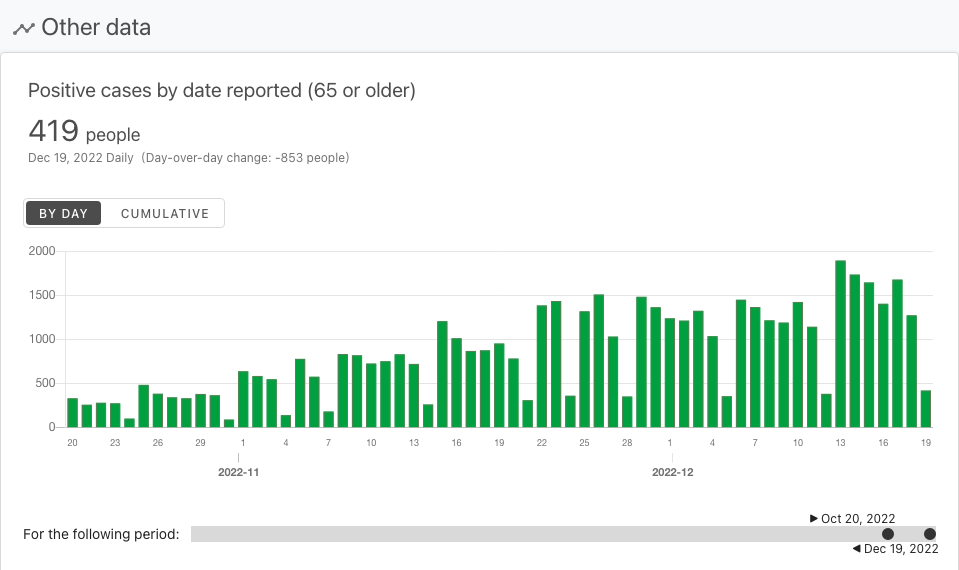 Other data
Positive cases by date reported (65 or older)
419 people
Dec 19, 2022 Daily (Day-over-day change: -853 people)
BY DAY CUMULATIVE
2000
1500
1000
500
0
20 23 26 29 1 4 7 10 13 16 19 22 25 28 1 4 7 10 13 16 19
2022-11 2022-12
▶ Oct 20, 2022
For the following period:
◀ Dec 19, 2022